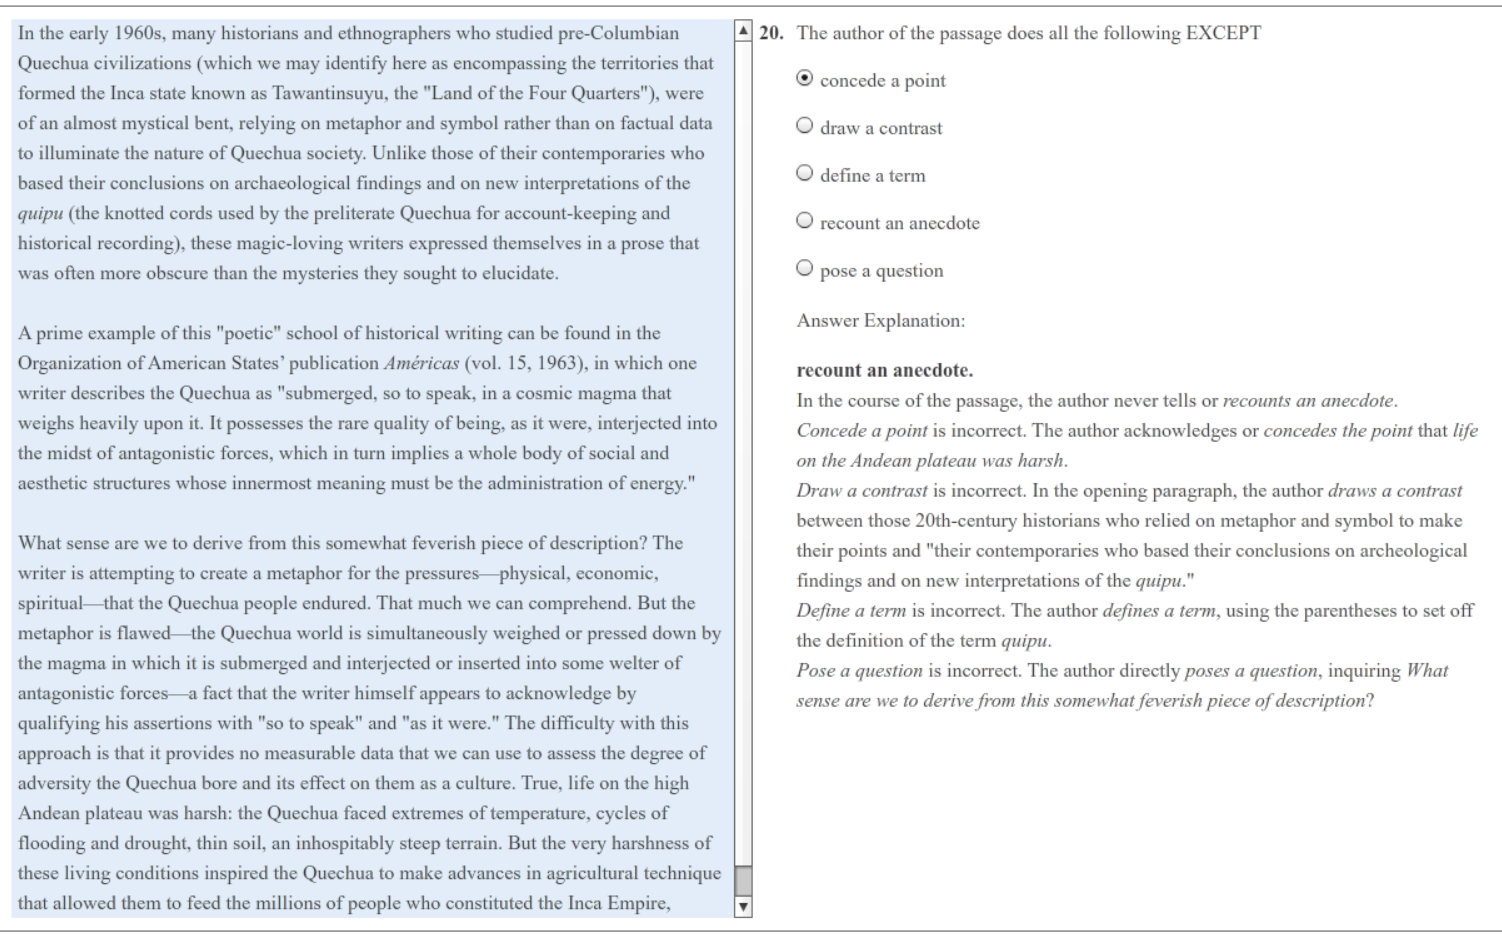 In the early 1960s, many historians and ethnographers who studied pre-Columbian
Quechua civilizations (which we may identify here as encompassing the territories that
formed the Inca state known as Tawantinsuyu, the "Land of the Four Quarters"), were
of an almost mystical bent, relying on metaphor and symbol rather than on factual data
to illuminate the nature of Quechua society. Unlike those of their contemporaries who
based their conclusions on archaeological findings and on new interpretations of the
quipu (the knotted cords used by the preliterate Quechua for account-keeping and
historical recording), these magic-loving writers expressed themselves in a prose that
was often more obscure than the mysteries they sought to elucidate.
A prime example of this "poetic" school of historical writing can be found in the
Organization of American States’ publication Américas (vol. 15, 1963), in which one
writer describes the Quechua as "submerged, so to speak, in a cosmic magma that
weighs heavily upon it. It possesses the rare quality of being, as it were, interjected into
the midst of antagonistic forces, which in turn implies a whole body of social and
aesthetic structures whose innermost meaning must be the administration of energy."
What sense are we to derive from this somewhat feverish piece of description? The
writer is attempting to create a metaphor for the pressures—physical, economic,
spiritual—that the Quechua people endured. That much we can comprehend. But the
metaphor is flawed—the Quechua world is simultaneously weighed or pressed down by
the magma in which it is submerged and interjected or inserted into some welter of
antagonistic forces—a fact that the writer himself appears to acknowledge by
qualifying his assertions with "so to speak" and "as it were." The difficulty with this
approach is that it provides no measurable data that we can use to assess the degree of
adversity the Quechua bore and its effect on them as a culture. True, life on the high
Andean plateau was harsh: the Quechua faced extremes of temperature, cycles of
flooding and drought, thin soil, an inhospitably steep terrain. But the very harshness of
these living conditions inspired the Quechua to make advances in agricultural technique
that allowed them to feed the millions of people who constituted the Inca Empire,
20. The author of the passage does all the following EXCEPT
concede a point
draw a contrast
define a term
recount an anecdote
pose a question
Answer Explanation:
recount an anecdote.
In the course of the passage, the author never tells or recounts an anecdote.
Concede a point is incorrect. The author acknowledges or concedes the point that life
on the Andean plateau was harsh.
Draw a contrast is incorrect. In the opening paragraph, the author draws a contrast
between those 20th-century historians who relied on metaphor and symbol to make
their points and "their contemporaries who based their conclusions on archeological
findings and on new interpretations of the quipu."
Define a term is incorrect. The author defines a term, using the parentheses to set off
the definition of the term quipu.
Pose a question is incorrect. The author directly poses a question, inquiring What
sense are we to derive from this somewhat feverish piece of description?